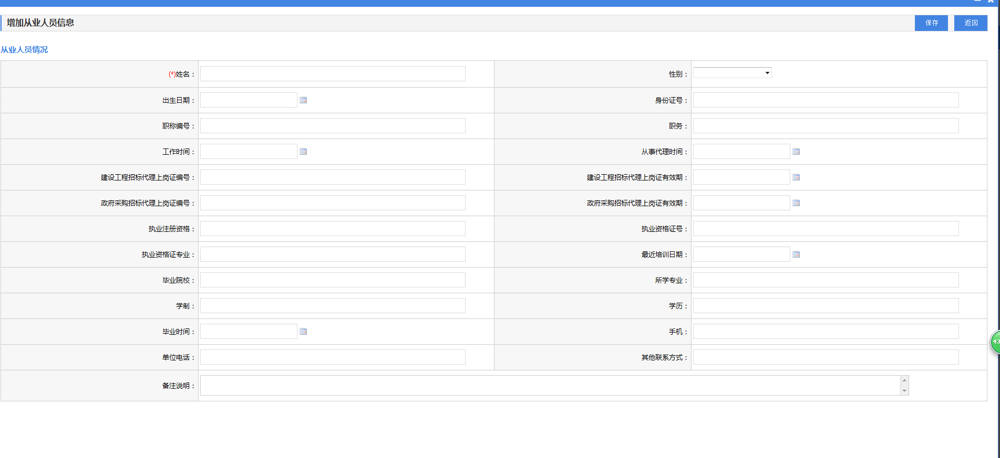 增加从业人员信息 保存 返回
从业人员情况
(*)姓名： 性别：
出生日期： 身份证号：
职称编号： 职务：
工作时间： 从事代理时间：
建设工程招标代理上岗证编号： 建设工程招标代理上岗证有效期：
政府采购招标代理上岗证编号： 政府采购招标代理上岗证有效期：
执业注册资格： 执业资格证号：
执业资格证专业： 最近培训日期：
毕业院校： 所学专业：
学制： 学历：
毕业时间： 手机：
43
单位电话： 其他联系方式：
备注说明：